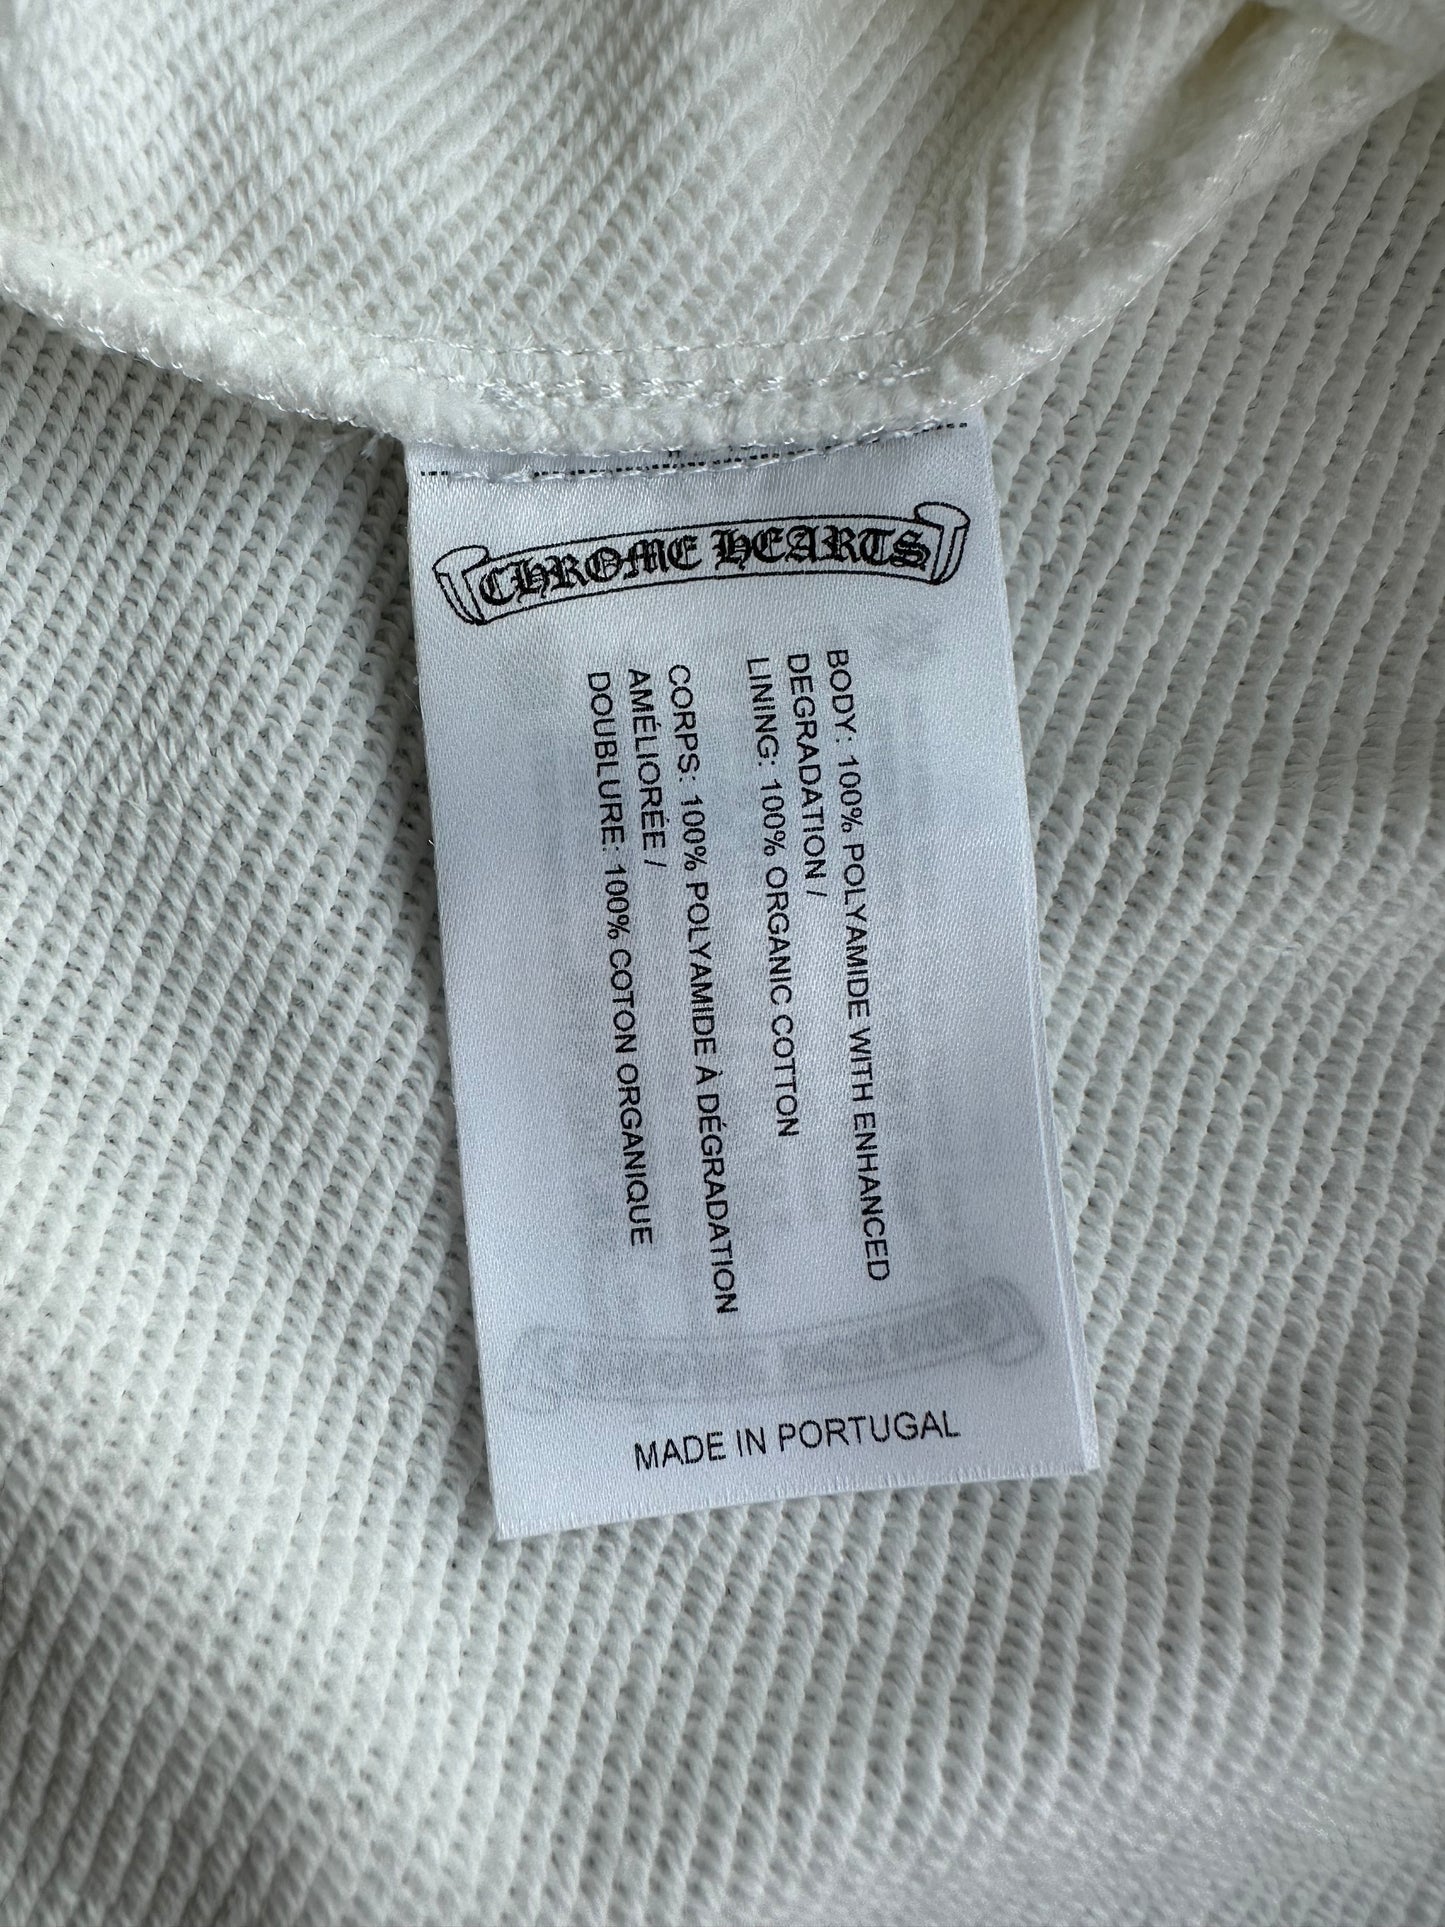 CHROME HEARTS
BODY: 100% POLYAMIDE WITH ENHANCED
DEGRADATION /
LINING: 100% ORGANIC COTTON
CORPS: 100% POLYAMIDE À DÉGRADATION
AMÉLIORÉE /
DOUBLURE: 100% COTON ORGANIQUE
MADE IN PORTUGAL